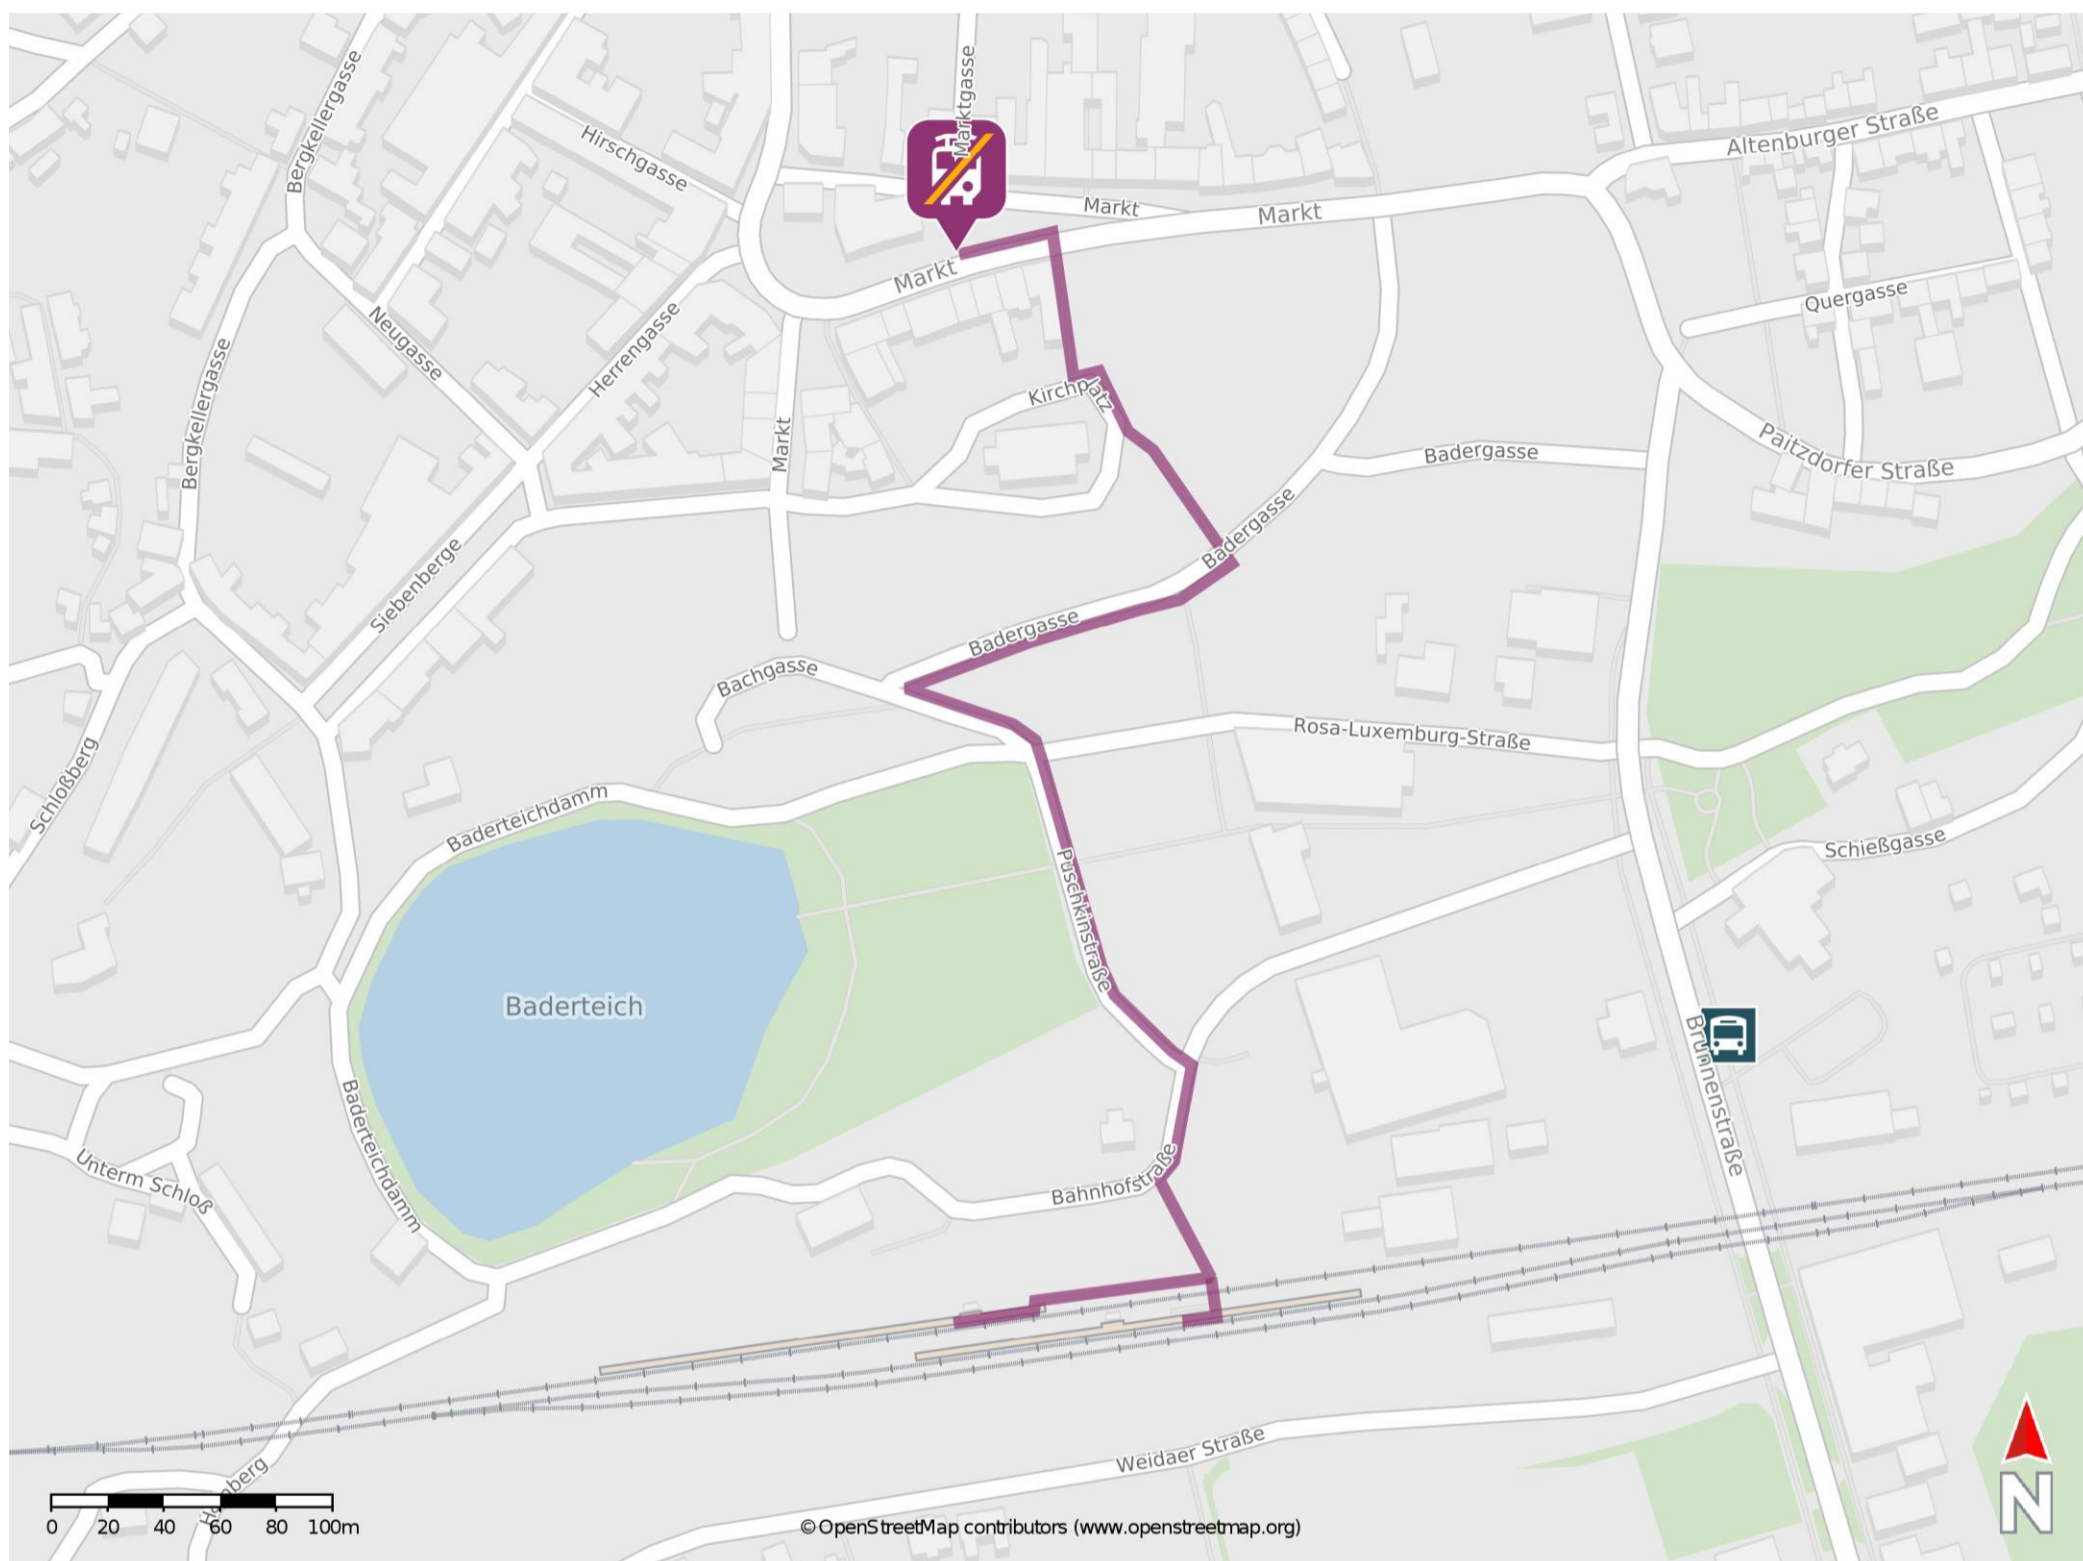 Bergkellergasse
Marktgasse
Hirschgasse
Altenburger Straße
Markt
Markt
Markt
Quergasse
Neugasse
Herrengasse
Bergkellergasse
Kirchplatz
Markt
Badergasse
Paitzdorfer Straße
Badergasse
Siebenberge
Badergasse
Bachgasse
Rosa-Luxemburg-Straße
Schloßberg
Baderteichdamm
Schießgasse
Puschkinstraße
Baderteich
Brunnenstraße
Baderteichdamm
Unterm Schloß
Bahnhofstraße
Weidaer Straße
0 20 40 60 80 100m
© OpenStreetMap contributors (www.openstreetmap.org)
N